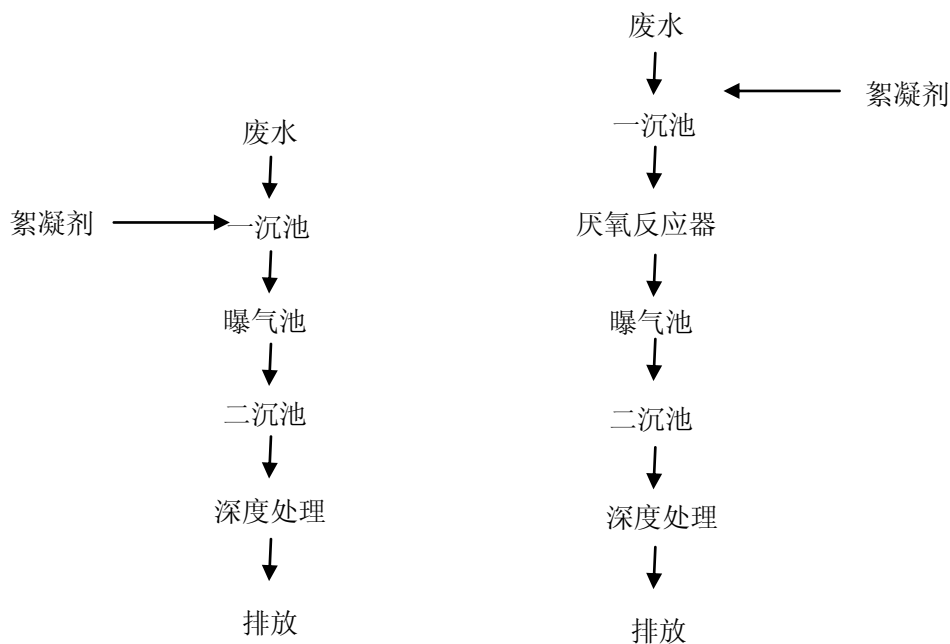 废水
絮凝剂
一沉池
曝气池
二沉池
深度处理
排放
废水
絮凝剂
一沉池
厌氧反应器
曝气池
二沉池
深度处理
排放